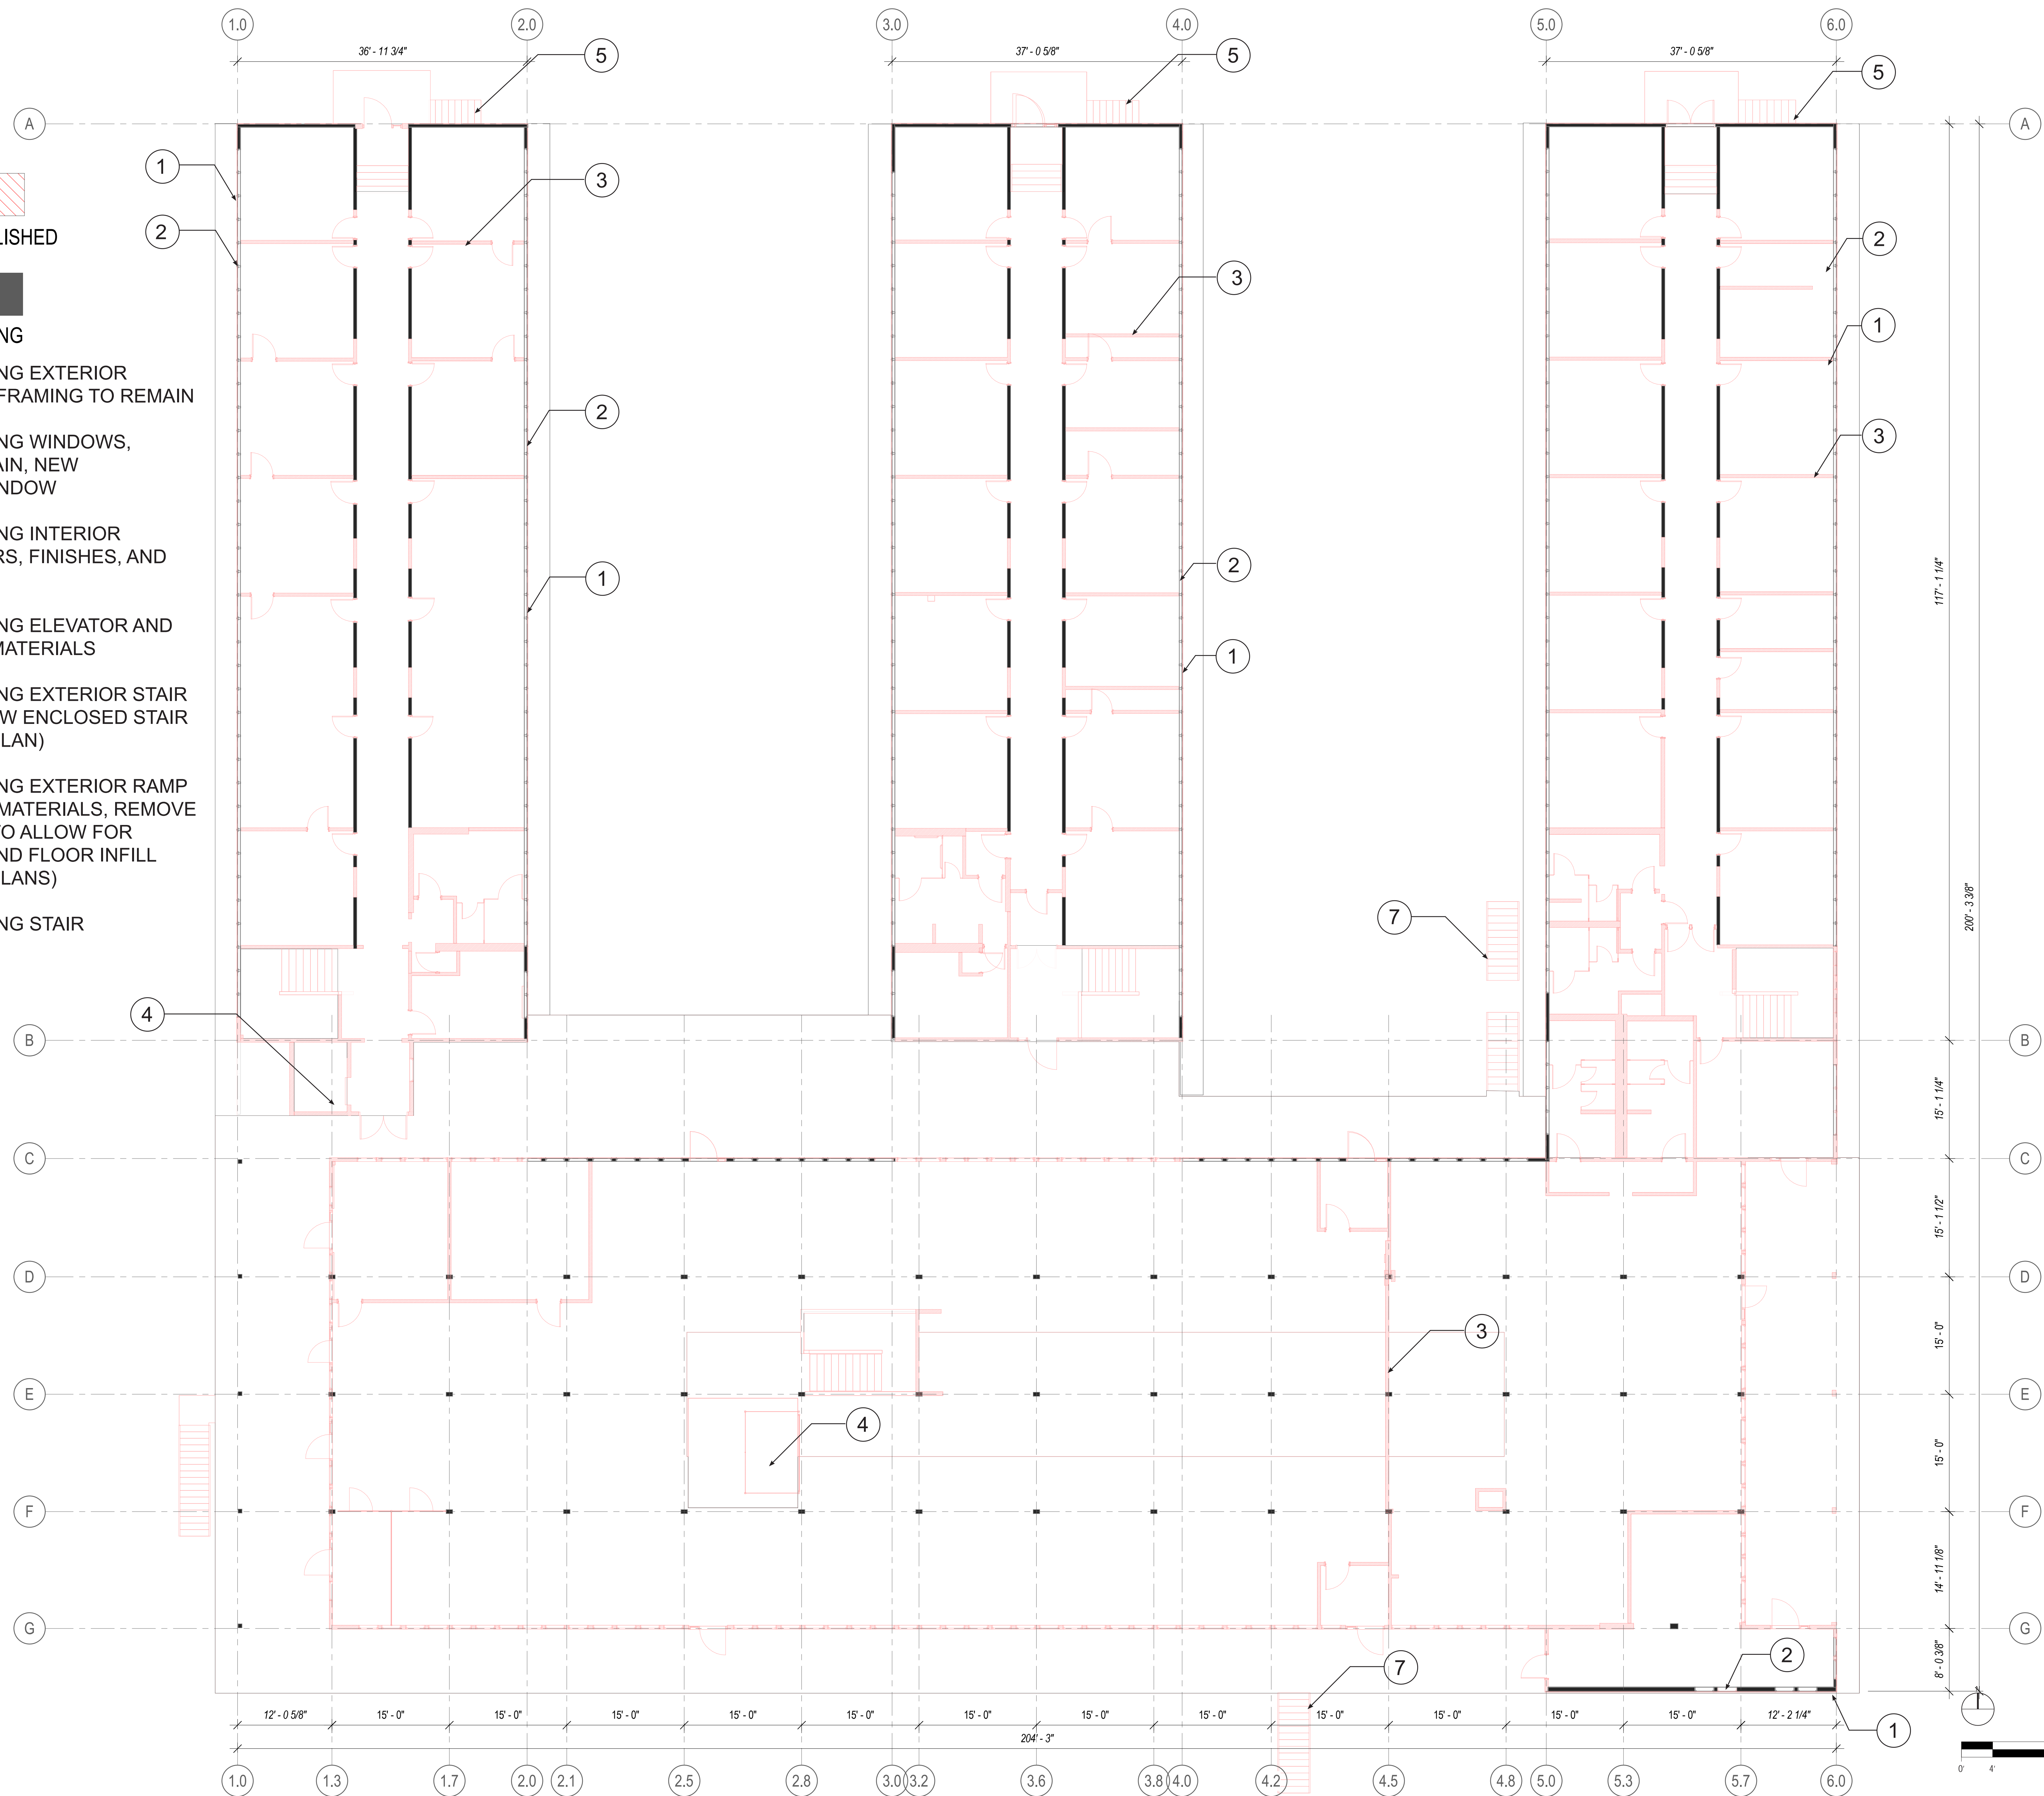 1.0 2.0 3.0 4.0 5.0 6.0
36' - 11 3/4" 37' - 0 5/8" 37' - 0 5/8"
5 5 5
A A
1
3
2
2
LISHED
3
NG
1
NG EXTERIOR
FRAMING TO REMAIN
2
3
NG WINDOWS,
AIN, NEW
NDOW
NG INTERIOR
RS, FINISHES, AND
2
1
117' - 1 1/4"
NG ELEVATOR AND
MATERIALS
1
NG EXTERIOR STAIR
W ENCLOSED STAIR
LAN)
NG EXTERIOR RAMP
MATERIALS, REMOVE
TO ALLOW FOR
ND FLOOR INFILL
LANS)
NG STAIR
7
200' - 3 3/8"
4
B B
15' - 1 1/4"
C C
15' - 1 1/2"
D D
3
15' - 0"
E E
4
15' - 0"
F F
14' - 11 1/8"
G G
8' - 0 3/8"
2
7
12' - 0 5/8" 15' - 0" 15' - 0" 15' - 0" 15' - 0" 15' - 0" 15' - 0" 15' - 0" 15' - 0" 15' - 0" 15' - 0" 15' - 0" 15' - 0" 12' - 2 1/4"
1
204' - 3"
0' 4'
1.0 1.3 1.7 2.0 2.1 2.5 2.8 3.0 3.2 3.6 3.8 4.0 4.2 4.5 4.8 5.0 5.3 5.7 6.0